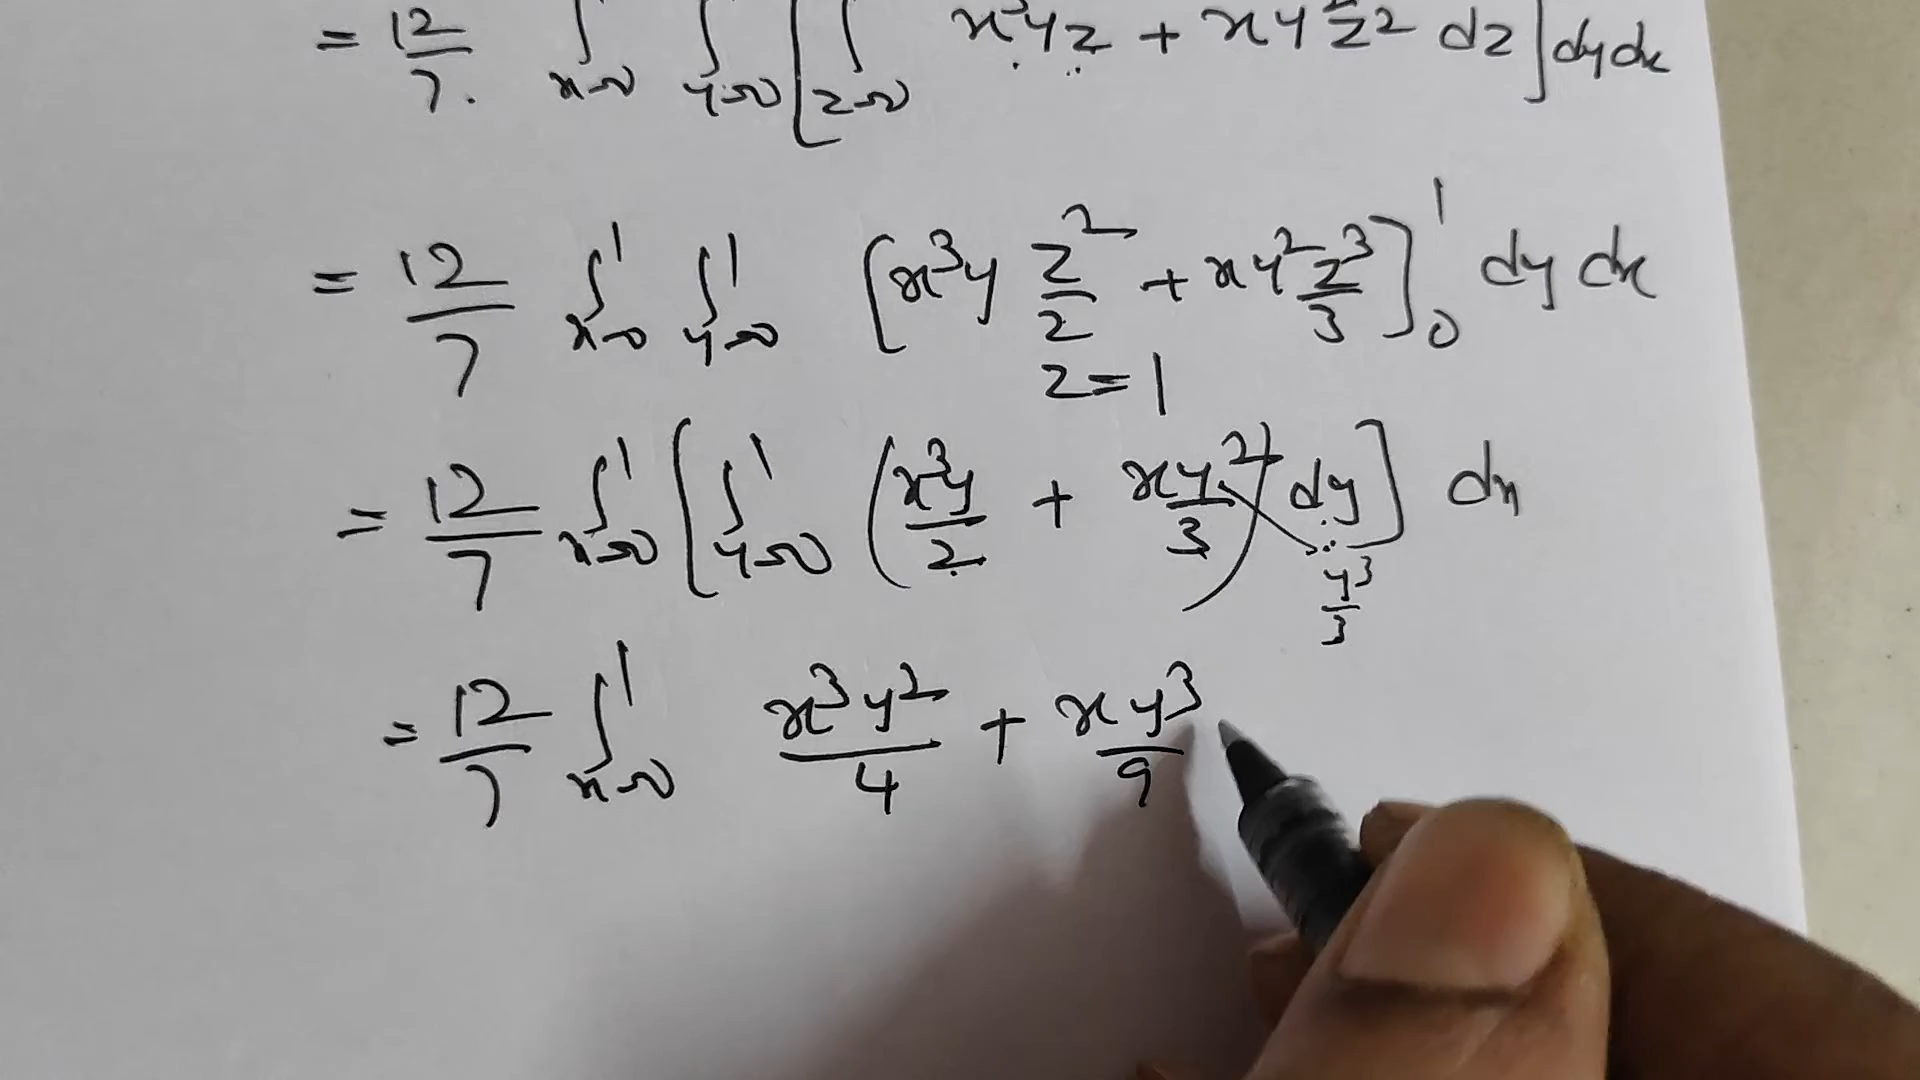 = 12/7. ∫x=0 ∫y=0 [∫z=0 x³yz + xy²z² dz] dy dx
= 12/7 ∫x=0^1 ∫y=0^1 [x³y z²/2 + xy² z³/3]₀¹ dy dx
z=1
= 12/7 ∫x=0^1 [∫y=0^1 (x³y/2 + xy²/3) dy] dx
y³/3
= 12/7 ∫x=0^1 x³y²/4 + xy³/9